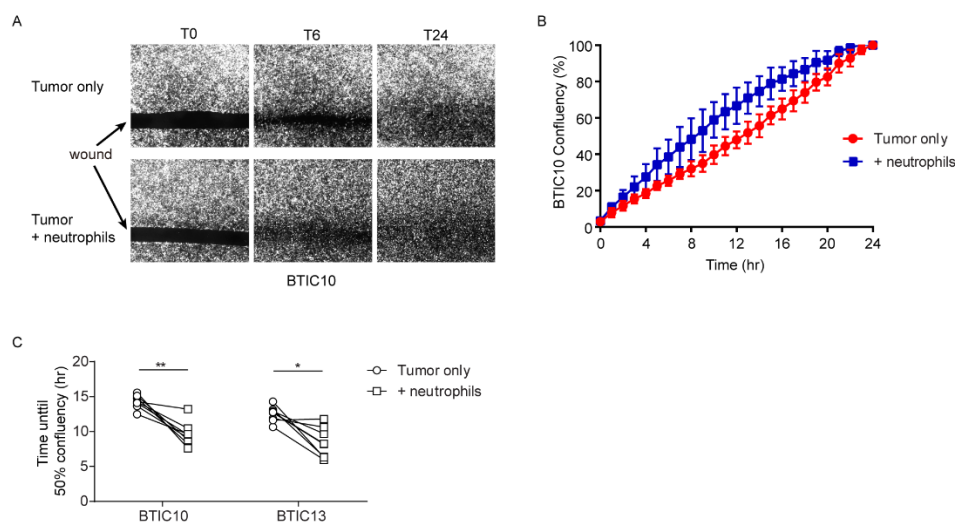 A
T0 T6 T24
Tumor only
wound
Tumor
+ neutrophils
BTIC10
B
BTIC10 Confluency (%)
100
80
60
40
20
0
0 4 8 12 16 20 24
Time (hr)
Tumor only
+ neutrophils
C
Time unttil
50% confluency (hr)
20
15
10
5
0
** *
BTIC10 BTIC13
Tumor only
+ neutrophils